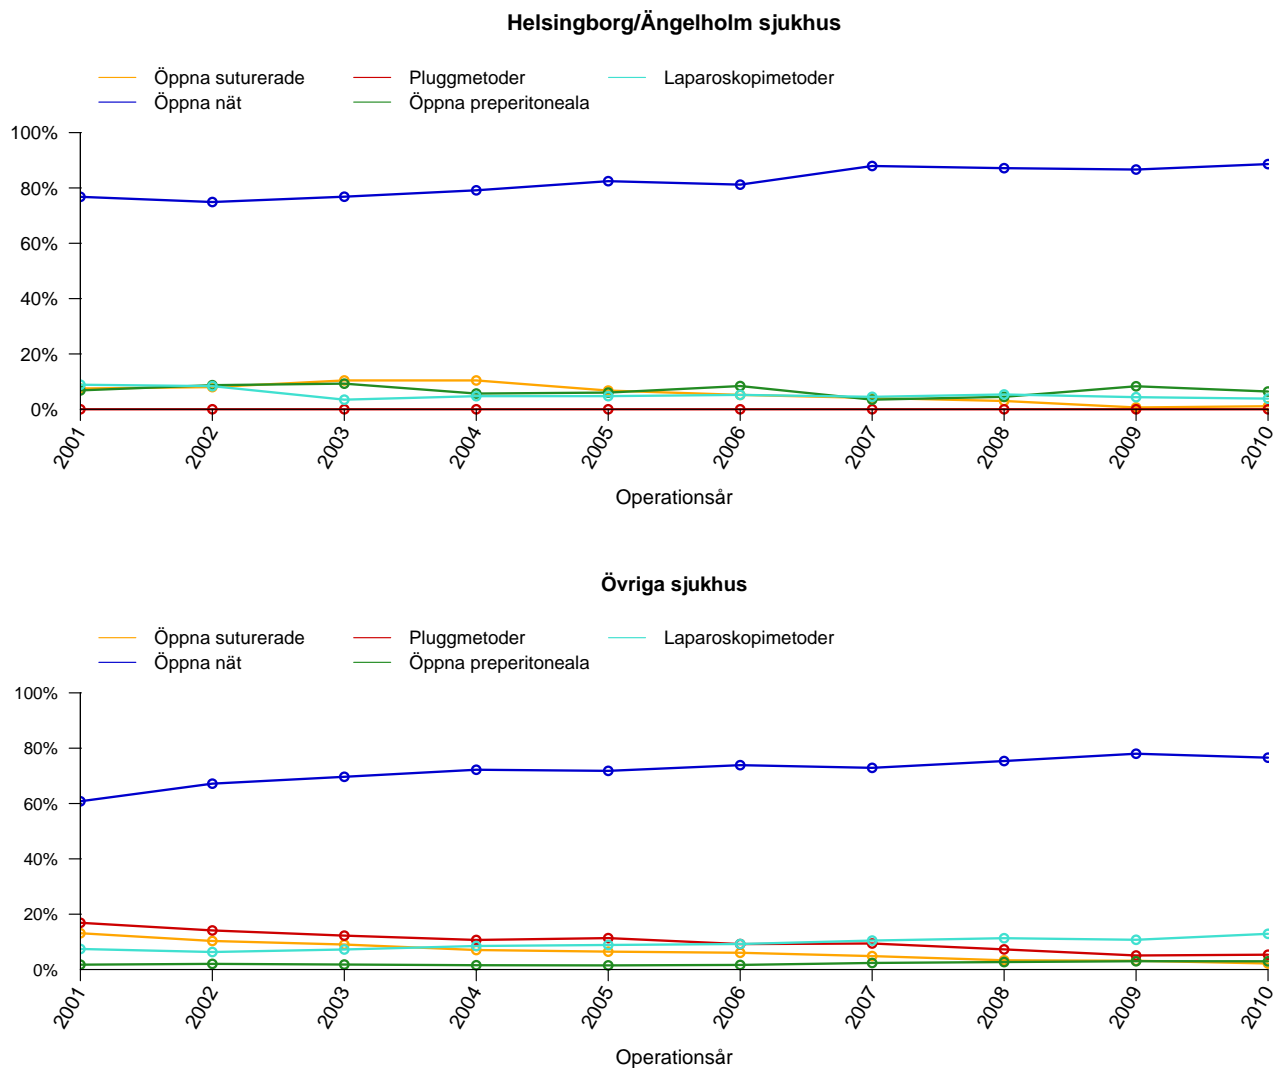 Helsingborg/Ängelholm sjukhus
Öppna suturerade Pluggmetoder Laparoskopimetoder
Öppna nät Öppna preperitoneala
100%
80%
60%
40%
20%
0%
2001 2002 2003 2004 2005 2006 2007 2008 2009 2010
Operationsår
Övriga sjukhus
Öppna suturerade Pluggmetoder Laparoskopimetoder
Öppna nät Öppna preperitoneala
100%
80%
60%
40%
20%
0%
2001 2002 2003 2004 2005 2006 2007 2008 2009 2010
Operationsår